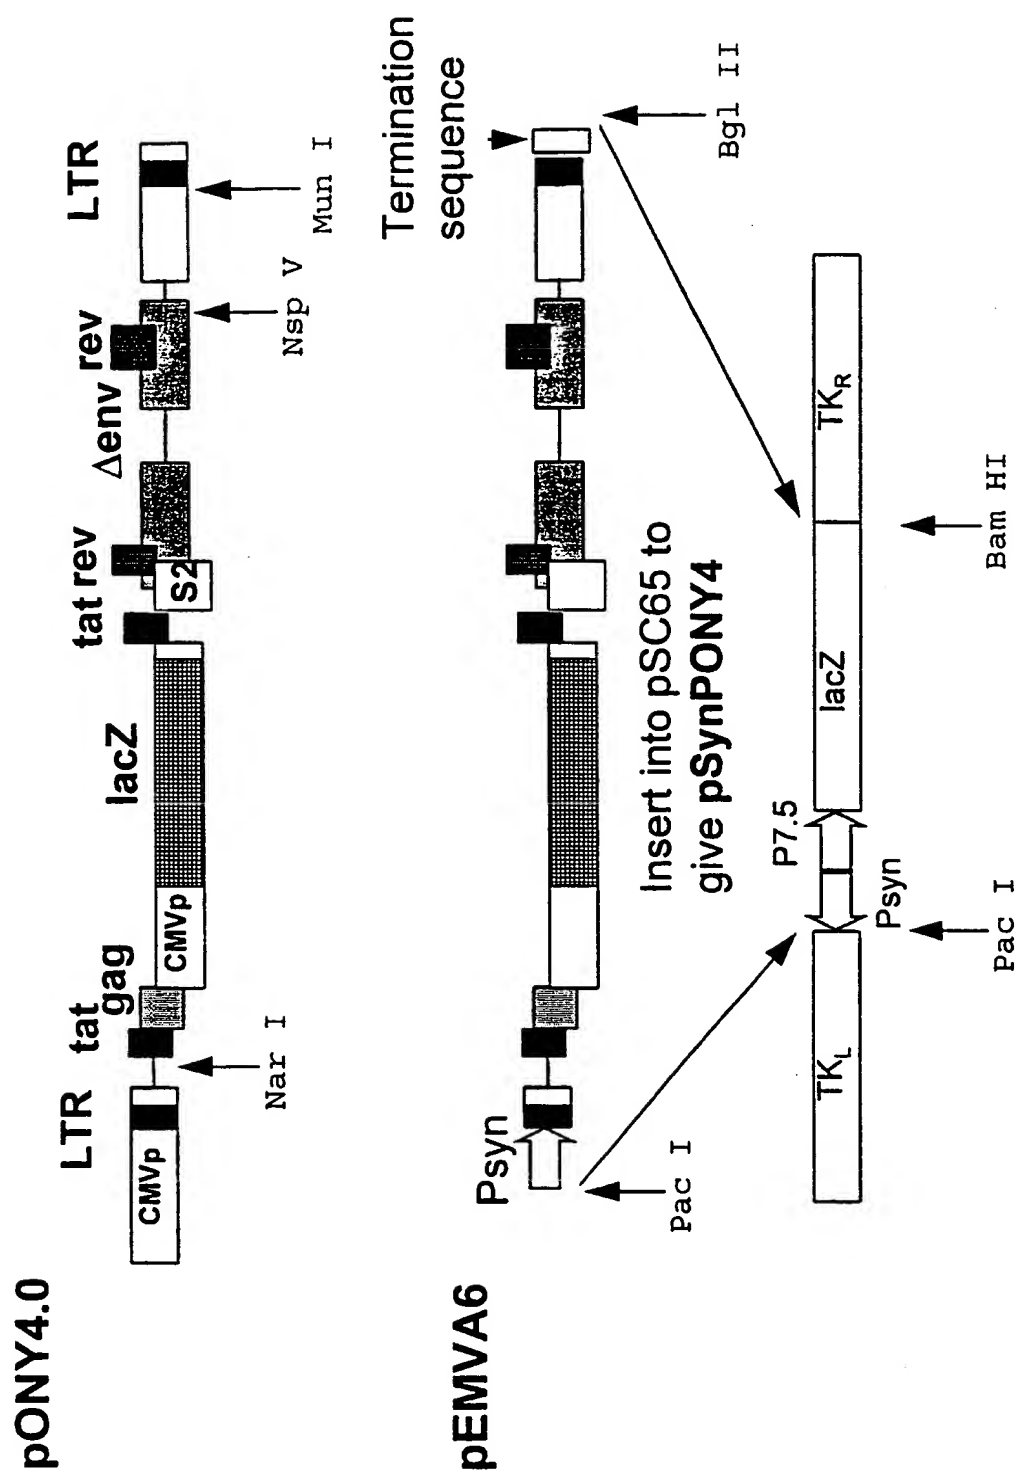 pONY4.0
LTR
tat
gag
lacZ
tat
rev
Δenv
rev
LTR
CMVp
CMVp
S2
Nar I
Nsp V
Mun I
pEMVA6
Psyn
Termination
sequence
Pac I
Bgl II
Insert into pSC65 to
give pSynPONY4
P7.5
TKL
lacZ
TKR
Psyn
Pac I
Bam HI